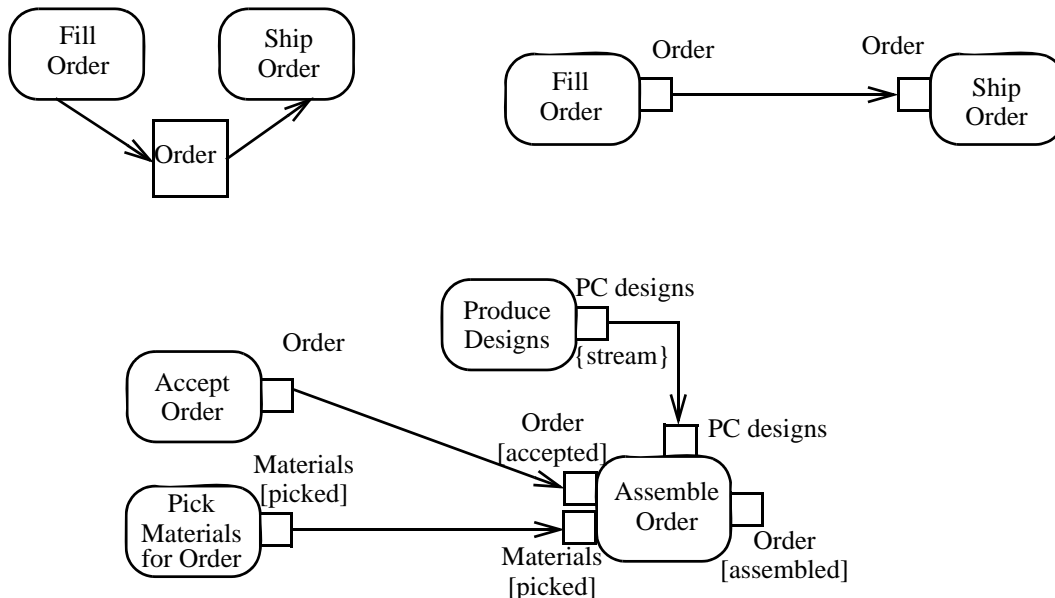 Fill
Order
Ship
Order
Order
Order
Order
Fill
Order
Ship
Order
PC designs
Produce
Designs
{stream}
Order
Accept
Order
Order
[accepted]
PC designs
Materials
[picked]
Pick
Materials
for Order
Assemble
Order
Materials
[picked]
Order
[assembled]